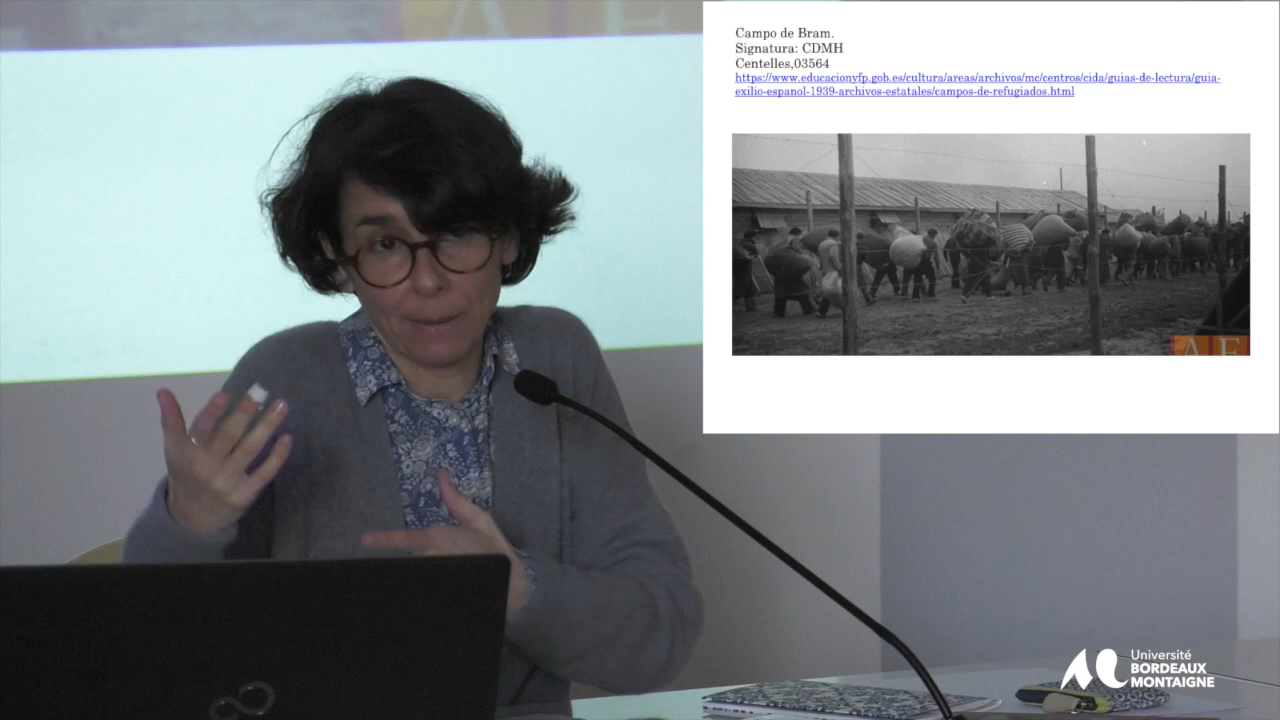 Campo de Bram.
Signatura: CDMH
Centelles,03564
https://www.educacionyfp.gob.es/cultura/areas/archivos/mc/centros/cida/guias-de-lectura/guia-
exilio-espanol-1939-archivos-estatales/campos-de-refugiados.html
A E
A E
Université
BORDEAUX
MONTAIGNE